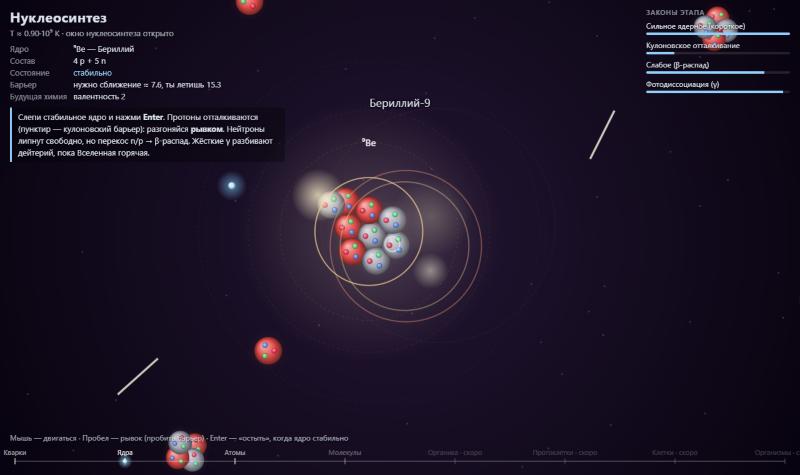 Нуклеосинтез
T ≈ 0.90·10⁹ K · окно нуклеосинтеза открыто
Ядро ⁹Be — Бериллий
Состав 4 p + 5 n
Состояние стабильно
Барьер нужно сближение ≈ 7.6, ты летишь 15.3
Будущая химия валентность 2
Слепи стабильное ядро и нажми Enter. Протоны отталкиваются
(пунктир — кулоновский барьер): разгоняйся рывком. Нейтроны
липнут свободно, но перекос n/p → β-распад. Жёсткие γ разбивают
дейтерий, пока Вселенная горячая.
ЗАКОНЫ ЭТАПА
Сильное ядерное (короткое)
Кулоновское отталкивание
Слабое (β-распад)
Фотодиссоциация (γ)
Бериллий-9
⁹Be
Мышь — двигаться · Пробел — рывок (пробить барьер) · Enter — «остыть», когда ядро стабильно
Кварки Ядра Атомы Молекулы Органика · скоро Протоклетки · скоро Клетки · скоро Организмы · с